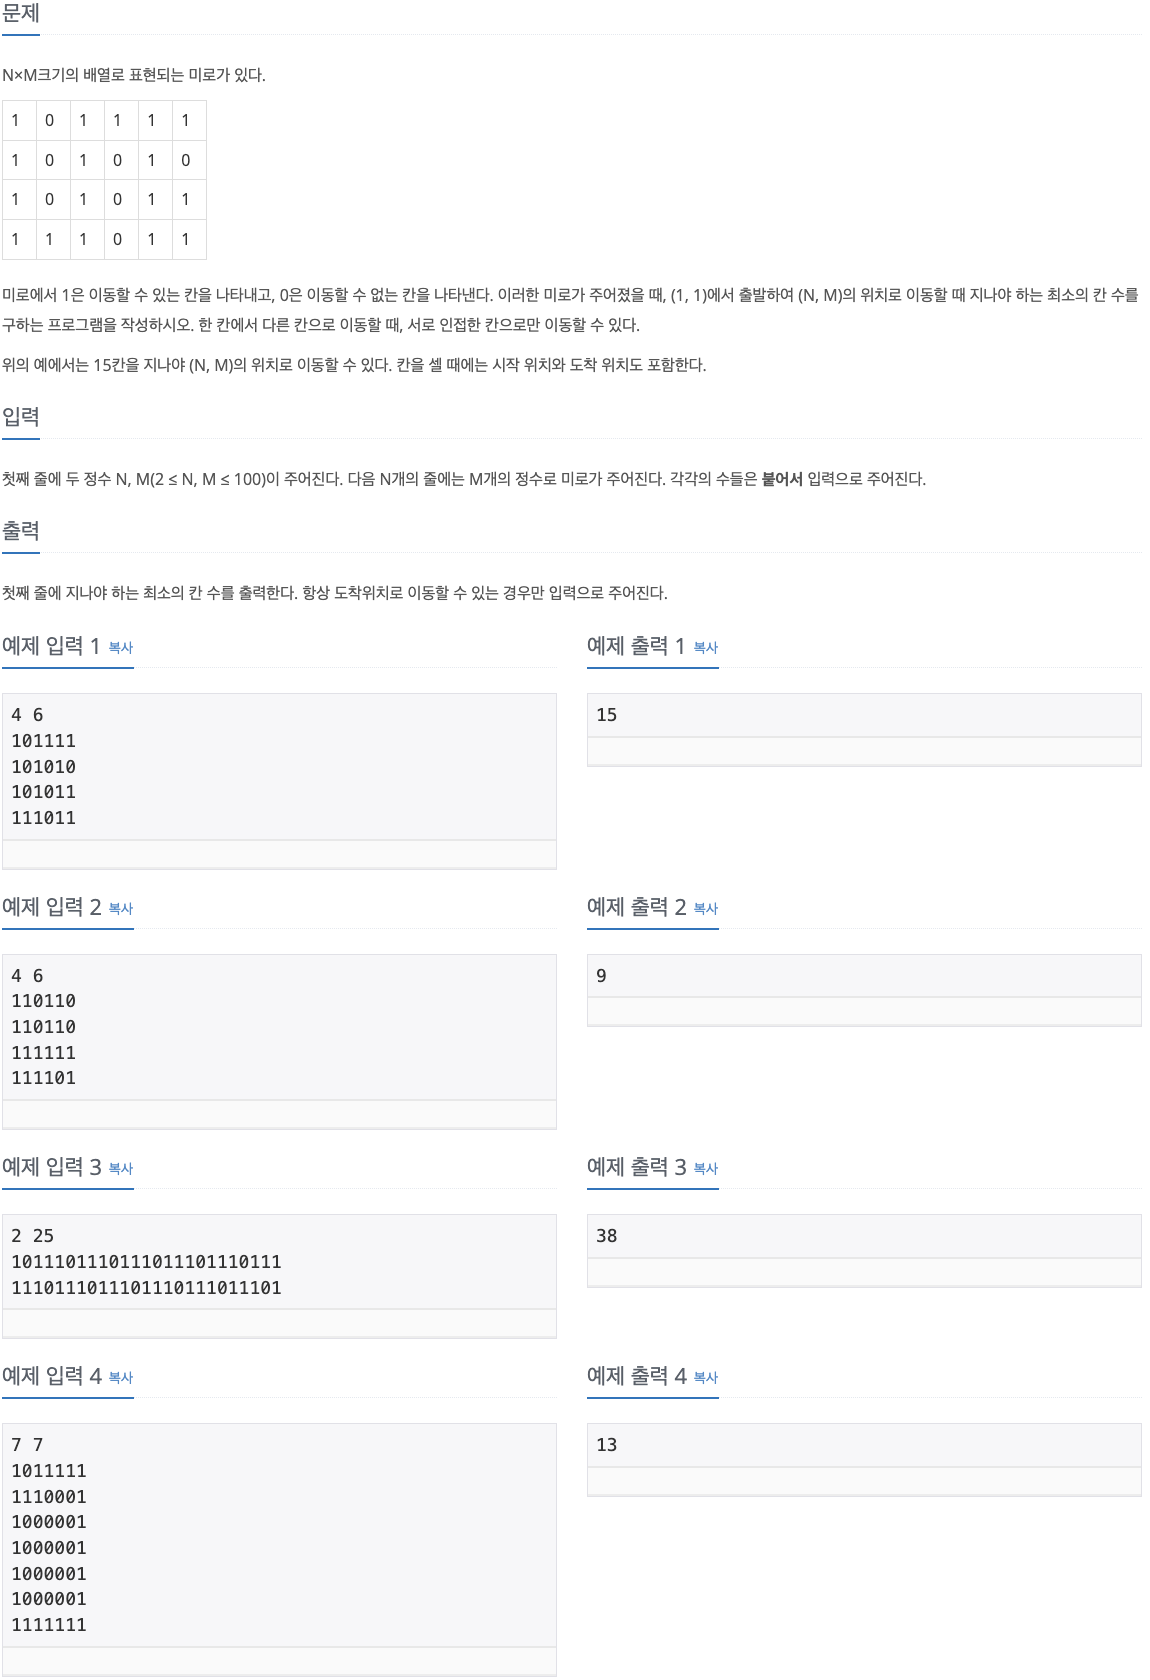 문제
N×M크기의 배열로 표현되는 미로가 있다.
1 0 1 1 1 1
1 0 1 0 1 0
1 0 1 0 1 1
1 1 1 0 1 1
미로에서 1은 이동할 수 있는 칸을 나타내고, 0은 이동할 수 없는 칸을 나타낸다. 이러한 미로가 주어졌을 때, (1, 1)에서 출발하여 (N, M)의 위치로 이동할 때 지나야 하는 최소의 칸 수를
구하는 프로그램을 작성하시오. 한 칸에서 다른 칸으로 이동할 때, 서로 인접한 칸으로만 이동할 수 있다.
위의 예에서는 15칸을 지나야 (N, M)의 위치로 이동할 수 있다. 칸을 셀 때에는 시작 위치와 도착 위치도 포함한다.
입력
첫째 줄에 두 정수 N, M(2 ≤ N, M ≤ 100)이 주어진다. 다음 N개의 줄에는 M개의 정수로 미로가 주어진다. 각각의 수들은 붙어서 입력으로 주어진다.
출력
첫째 줄에 지나야 하는 최소의 칸 수를 출력한다. 항상 도착위치로 이동할 수 있는 경우만 입력으로 주어진다.
예제 입력 1 복사
4 6
101111
101010
101011
111011
예제 출력 1 복사
15
예제 입력 2 복사
4 6
110110
110110
111111
111101
예제 출력 2 복사
9
예제 입력 3 복사
2 25
1011101110111011101110111
1110111011101110111011101
예제 출력 3 복사
38
예제 입력 4 복사
7 7
1011111
1110001
1000001
1000001
1000001
1000001
1111111
예제 출력 4 복사
13